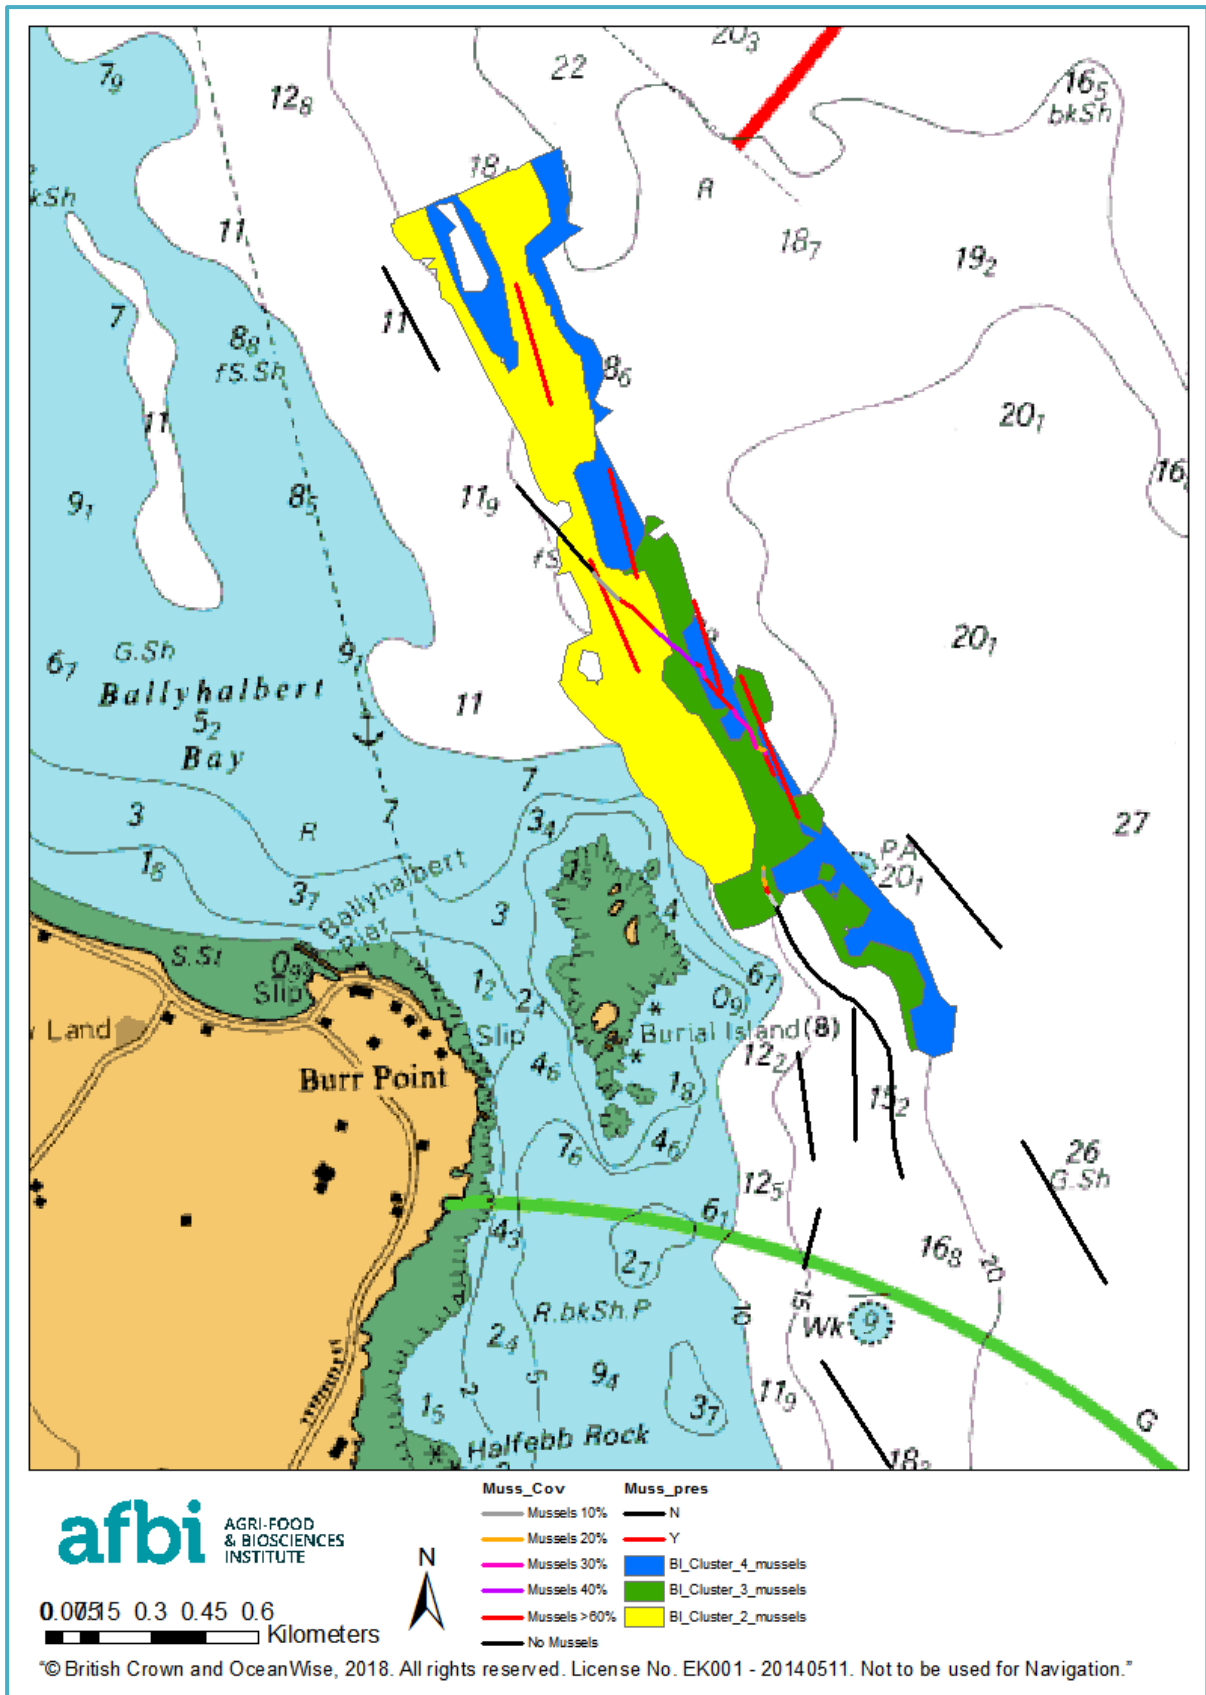 20₃
22
7₉
12₈
16₅
bkSh
18
kSh
R
11
18₇
19₂
7
11
8₈
fS.Sh
8₆
11
20₁
16
9₁
8₅
11₉
fS
G.Sh
6₇
9₁
20₁
Ballyhalbert
5₂
11
Bay
7
3
7
3₄
27
R
1₆
Ballyhalbert
Pier
1₅
PA
20₁
3₇
3
4
S.St
0₉
Slip
1₂
2₄
6₁
0₉
Land
Slip
Burial Island (8)
4₆
12₂
Burr Point
1₈
15₂
7₆
4₆
26
G.Sh
12₅
4₃
6₁
16₈
20
2₇
15
R.bkSh.P
10
Wk 9
2₄
9₄
5
2
11₉
1₅
3₇
G
Halfebb Rock
18₂
afbi
AGRI-FOOD
& BIOSCIENCES
INSTITUTE
N
Muss_Cov
Mussels 10%
Mussels 20%
Mussels 30%
Mussels 40%
Mussels >60%
No Mussels
Muss_pres
N
Y
BI_Cluster_4_mussels
BI_Cluster_3_mussels
BI_Cluster_2_mussels
0 0.075 0.15 0.3 0.45 0.6
Kilometers
"© British Crown and OceanWise, 2018. All rights reserved. License No. EK001 - 20140511. Not to be used for Navigation."